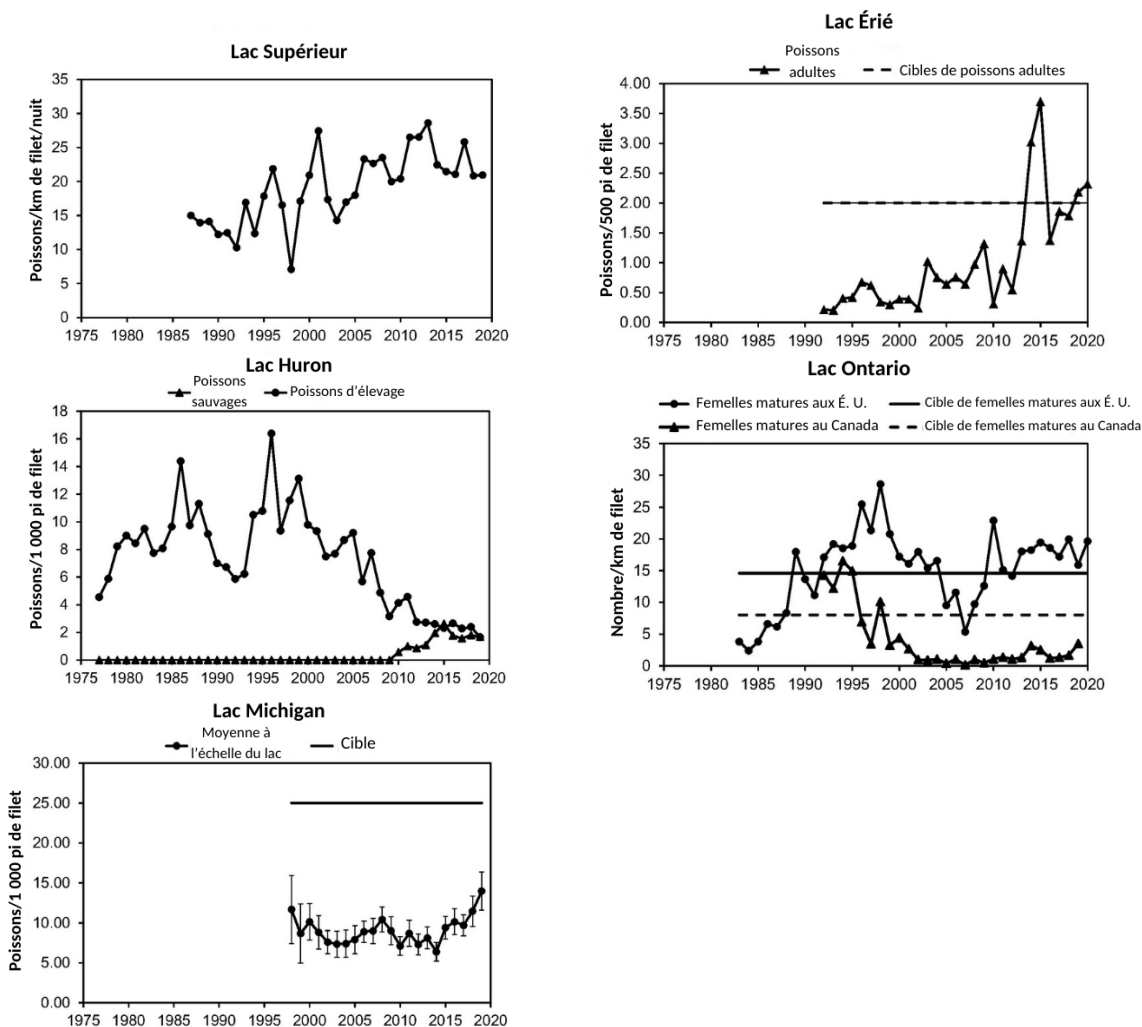 Lac Supérieur
Poissons/km de filet/nuit
35
30
25
20
15
10
5
0
1975 1980 1985 1990 1995 2000 2005 2010 2015 2020
Lac Érié
Poissons
adultes
Cibles de poissons adultes
Poissons/500 pi de filet
4.00
3.50
3.00
2.50
2.00
1.50
1.00
0.50
0.00
1975 1980 1985 1990 1995 2000 2005 2010 2015 2020
Lac Huron
Poissons
sauvages
Poissons d'élevage
Poissons/1 000 pi de filet
18
16
14
12
10
8
6
4
2
0
1975 1980 1985 1990 1995 2000 2005 2010 2015 2020
Lac Ontario
Femelles matures aux É. U. Cible de femelles matures aux É. U.
Femelles matures au Canada Cible de femelles matures au Canada
Nombre/km de filet
35
30
25
20
15
10
5
0
1975 1980 1985 1990 1995 2000 2005 2010 2015 2020
Lac Michigan
Moyenne à
l'échelle du lac
Cible
Poissons/1 000 pi de filet
30.00
25.00
20.00
15.00
10.00
5.00
0.00
1975 1980 1985 1990 1995 2000 2005 2010 2015 2020